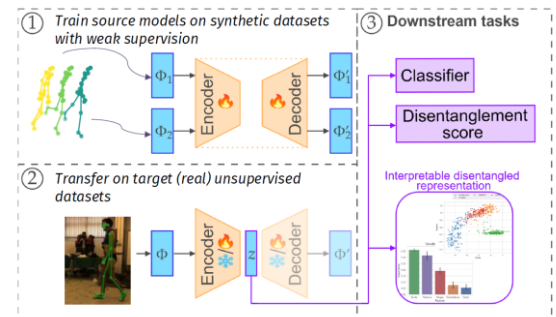 1 Train source models on synthetic datasets
with weak supervision
Φ1
Encoder
Decoder
Φ'1
Φ2
Φ'2
2 Transfer on target (real) unsupervised
datasets
Φ
Encoder
z
Decoder
Φ'
3 Downstream tasks
Classifier
Disentanglement
score
Interpretable disentangled
representation